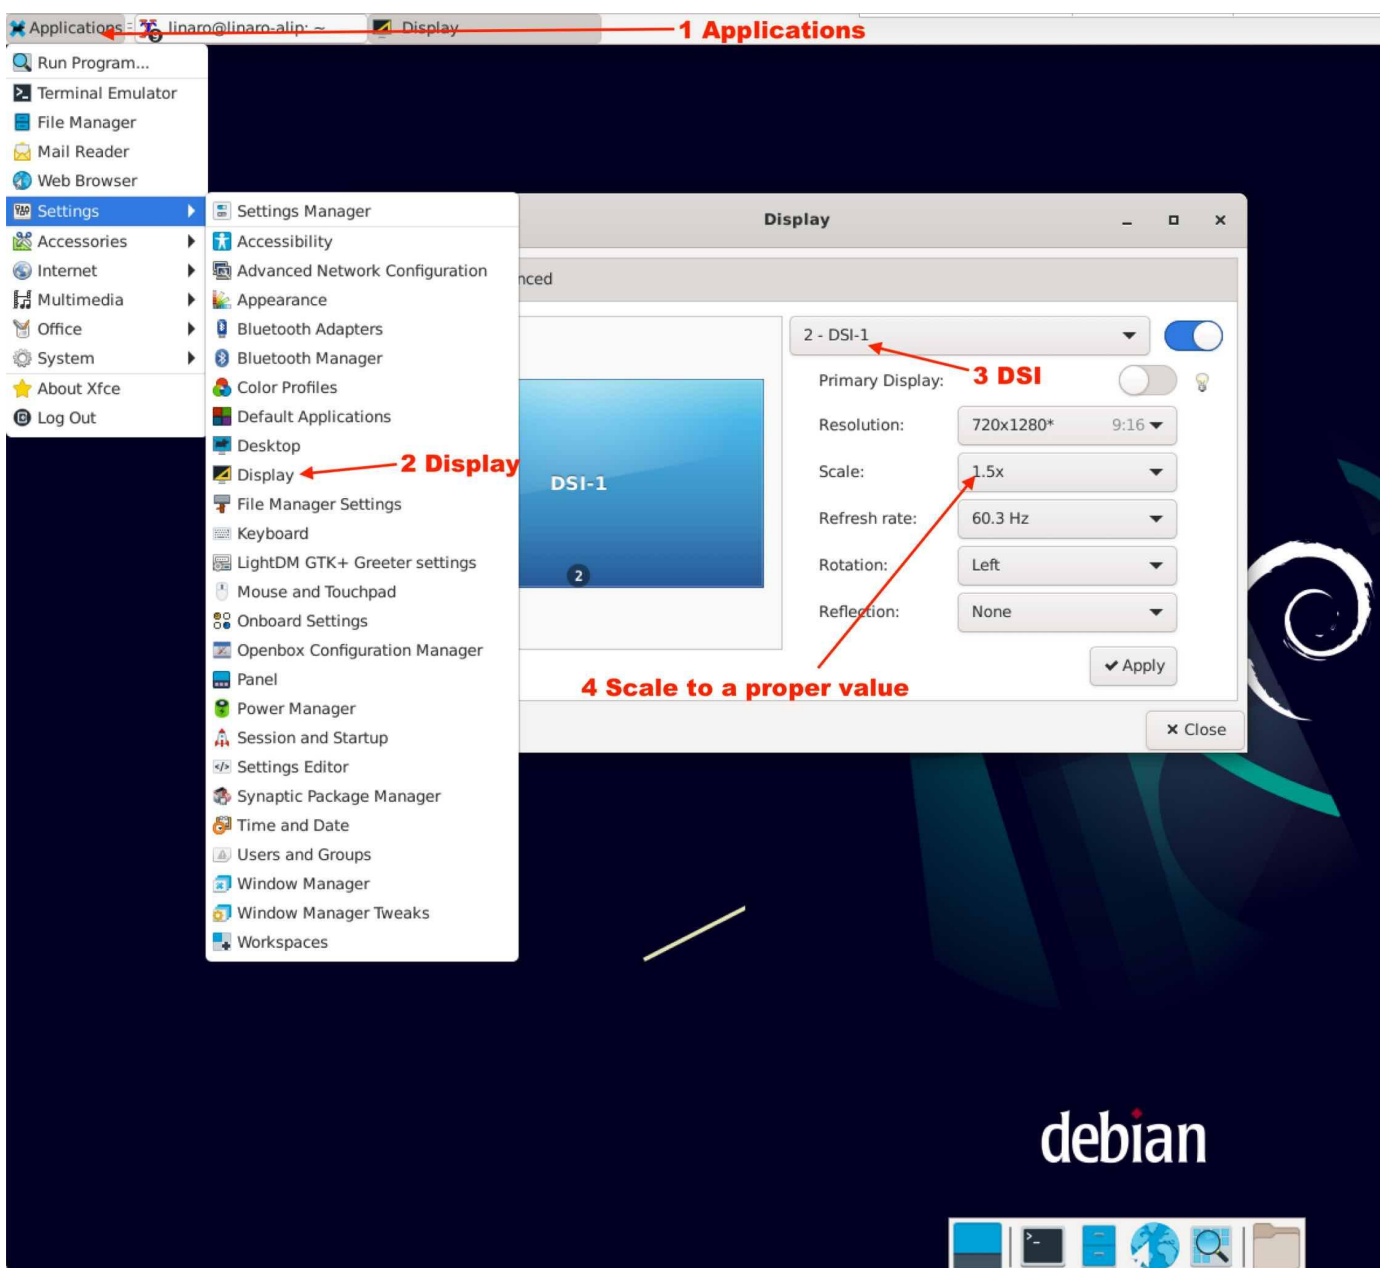 Applications
linaro@linaro-alip: ~
Display
1 Applications
Run Program...
Terminal Emulator
File Manager
Mail Reader
Web Browser
Settings
Accessories
Internet
Multimedia
Office
System
About Xfce
Log Out
Settings Manager
Accessibility
Advanced Network Configuration
Appearance
Bluetooth Adapters
Bluetooth Manager
Color Profiles
Default Applications
Desktop
Display
2 Display
File Manager Settings
Keyboard
LightDM GTK+ Greeter settings
Mouse and Touchpad
Onboard Settings
Openbox Configuration Manager
Panel
Power Manager
Session and Startup
Settings Editor
Synaptic Package Manager
Time and Date
Users and Groups
Window Manager
Window Manager Tweaks
Workspaces
Display
nced
DSI-1
2
2 - DSI-1
3 DSI
Primary Display:
Resolution: 720x1280* 9:16
Scale: 1.5x
Refresh rate: 60.3 Hz
Rotation: Left
Reflection: None
Apply
4 Scale to a proper value
Close
debian